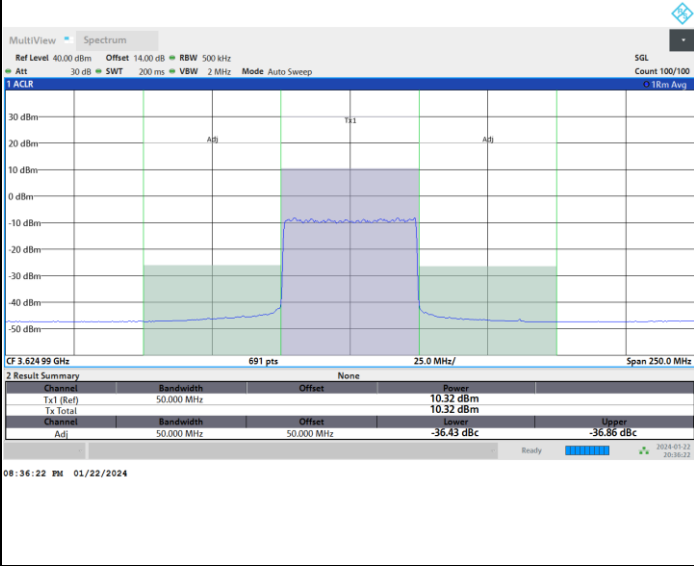 MultiView Spectrum
Ref Level 40.00 dBm Offset 14.00 dB RBW 500 kHz SGL
Att 30 dB SWT 200 ms VBW 2 MHz Mode Auto Sweep Count 100/100
1 ACLR 1Rm Avg
30 dBm
Tx1
20 dBm Adj Adj
10 dBm
0 dBm
-10 dBm
-20 dBm
-30 dBm
-40 dBm
-50 dBm
CF 3.624 99 GHz 691 pts 25.0 MHz/ Span 250.0 MHz
2 Result Summary None
Channel Bandwidth Offset Power
Tx1 (Ref) 50.000 MHz 10.32 dBm
Tx Total 10.32 dBm
Channel Bandwidth Offset Lower Upper
Adj 50.000 MHz 50.000 MHz -36.43 dBc -36.86 dBc
Ready 2024-01-22
20:36:22
08:36:22 PM 01/22/2024